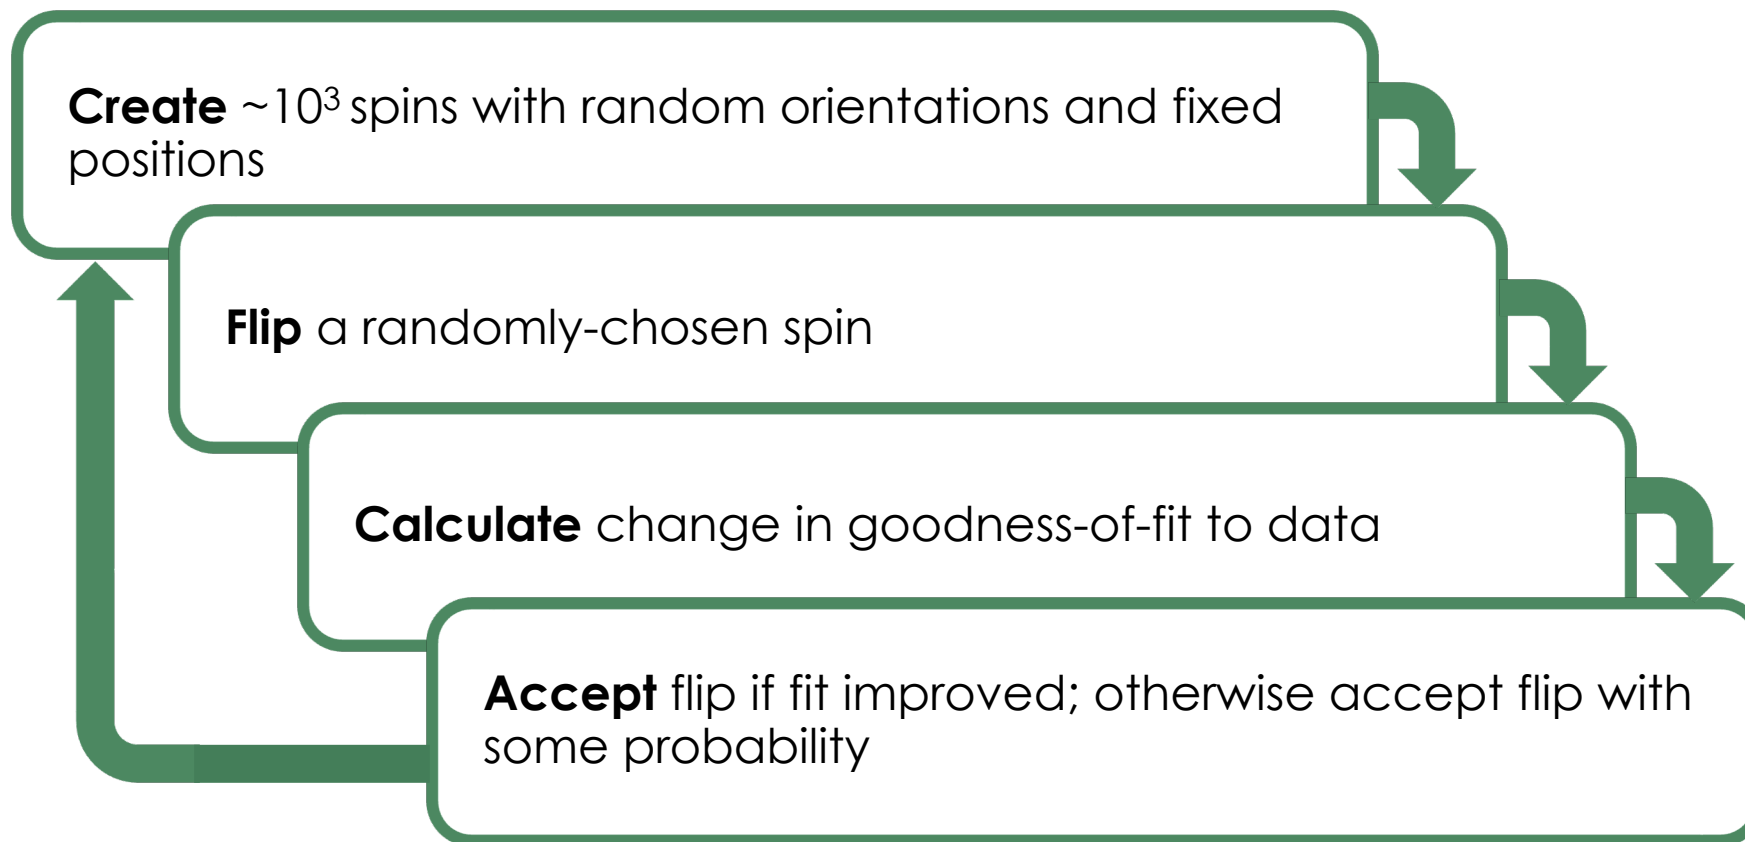 Create ~10³ spins with random orientations and fixed
positions
Flip a randomly-chosen spin
Calculate change in goodness-of-fit to data
Accept flip if fit improved; otherwise accept flip with
some probability